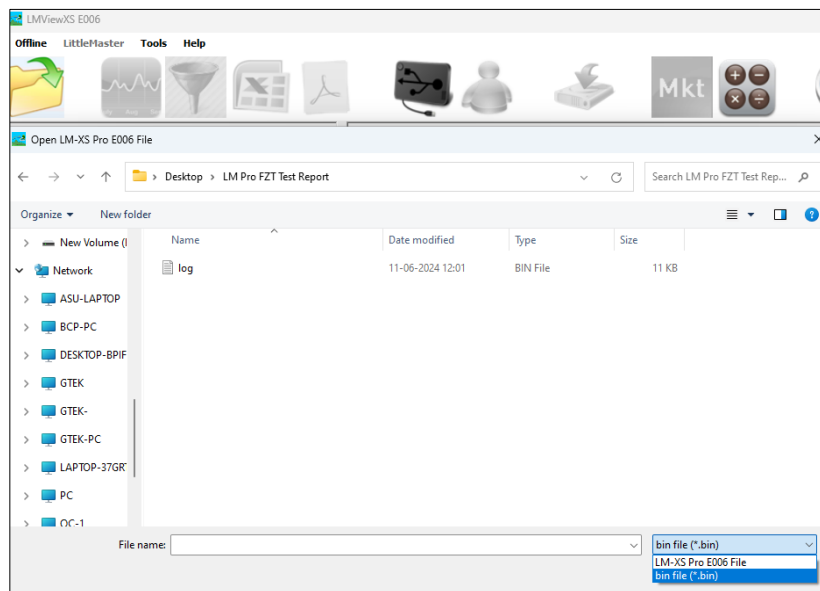 LMViewXS E006
Offline LittleMaster Tools Help
Mkt
Open LM-XS Pro E006 File
Desktop > LM Pro FZT Test Report
Search LM Pro FZT Test Rep...
Organize New folder
Name Date modified Type Size
New Volume (
log 11-06-2024 12:01 BIN File 11 KB
Network
ASU-LAPTOP
BCP-PC
DESKTOP-BPIF
GTEK
GTEK-
GTEK-PC
LAPTOP-37GR
PC
OC-1
File name: bin file (*.bin)
LM-XS Pro E006 File
bin file (*.bin)